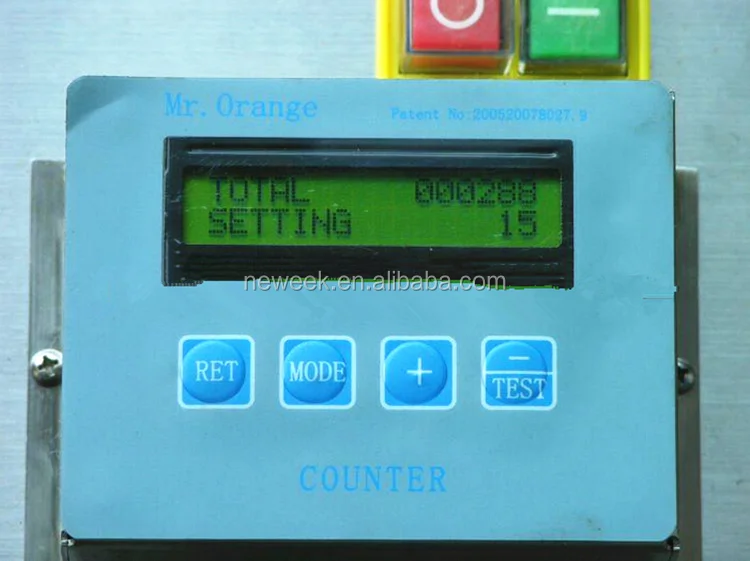 Mr. Orange
Patent No:200520078027.9
TOTAL 000288
SETTING 15
neweek.en.alibaba.com
RET MODE + − TEST
COUNTER